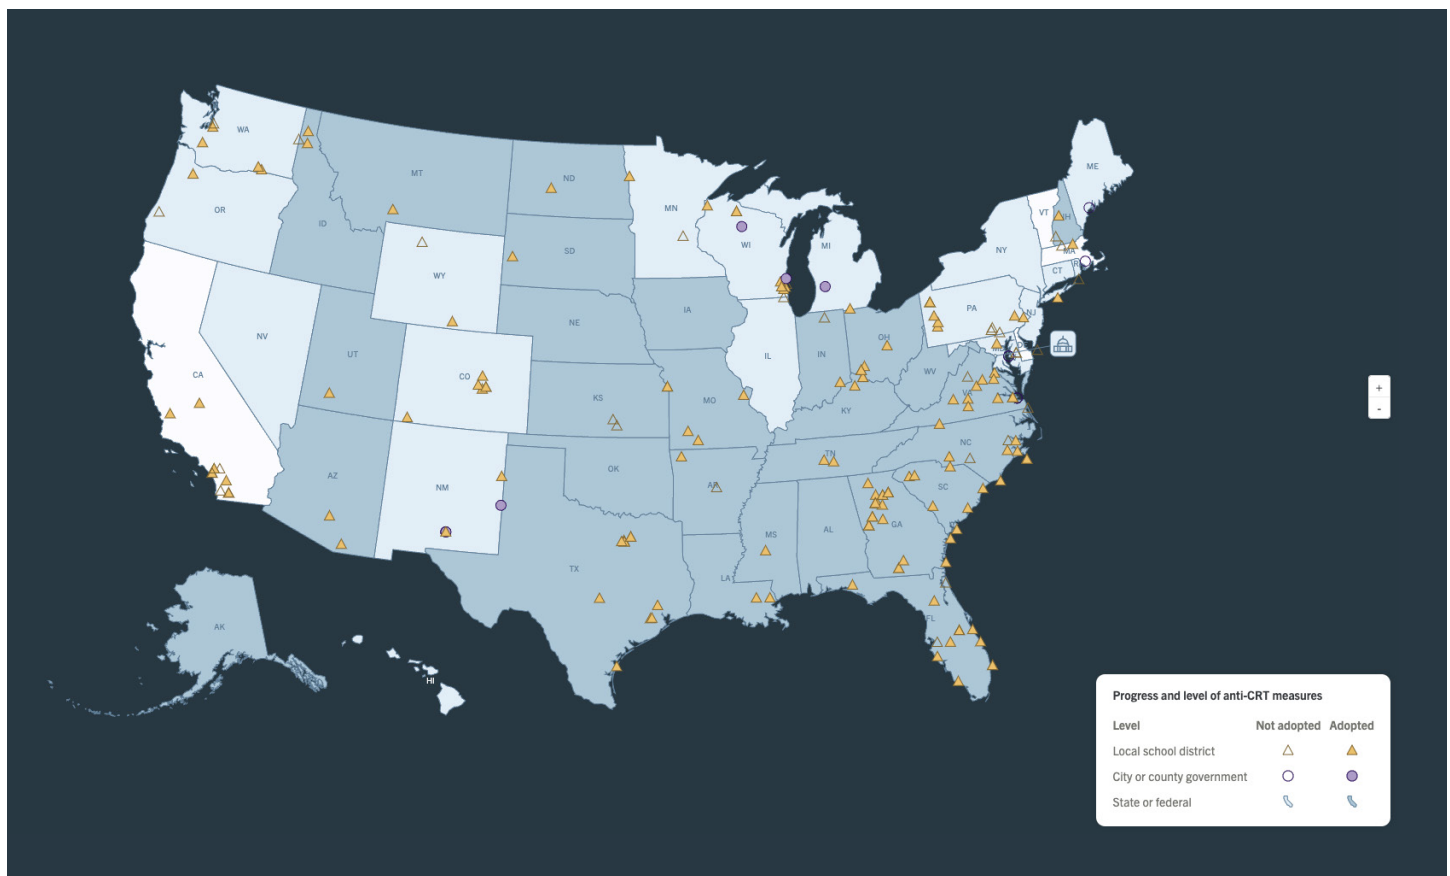 WA
ME
MT
ND
VT
NH
OR
MN
ID
WI
MI
NY
MA
SD
WY
CT
RI
IA
PA
NJ
NE
NV
OH
UT
IL
IN
CO
CA
WV
KS
MO
VA
KY
NC
TN
OK
AZ
AR
NM
SC
GA
MS
AL
TX
LA
FL
AK
HI
+
-
Progress and level of anti-CRT measures
Level Not adopted Adopted
Local school district
City or county government
State or federal